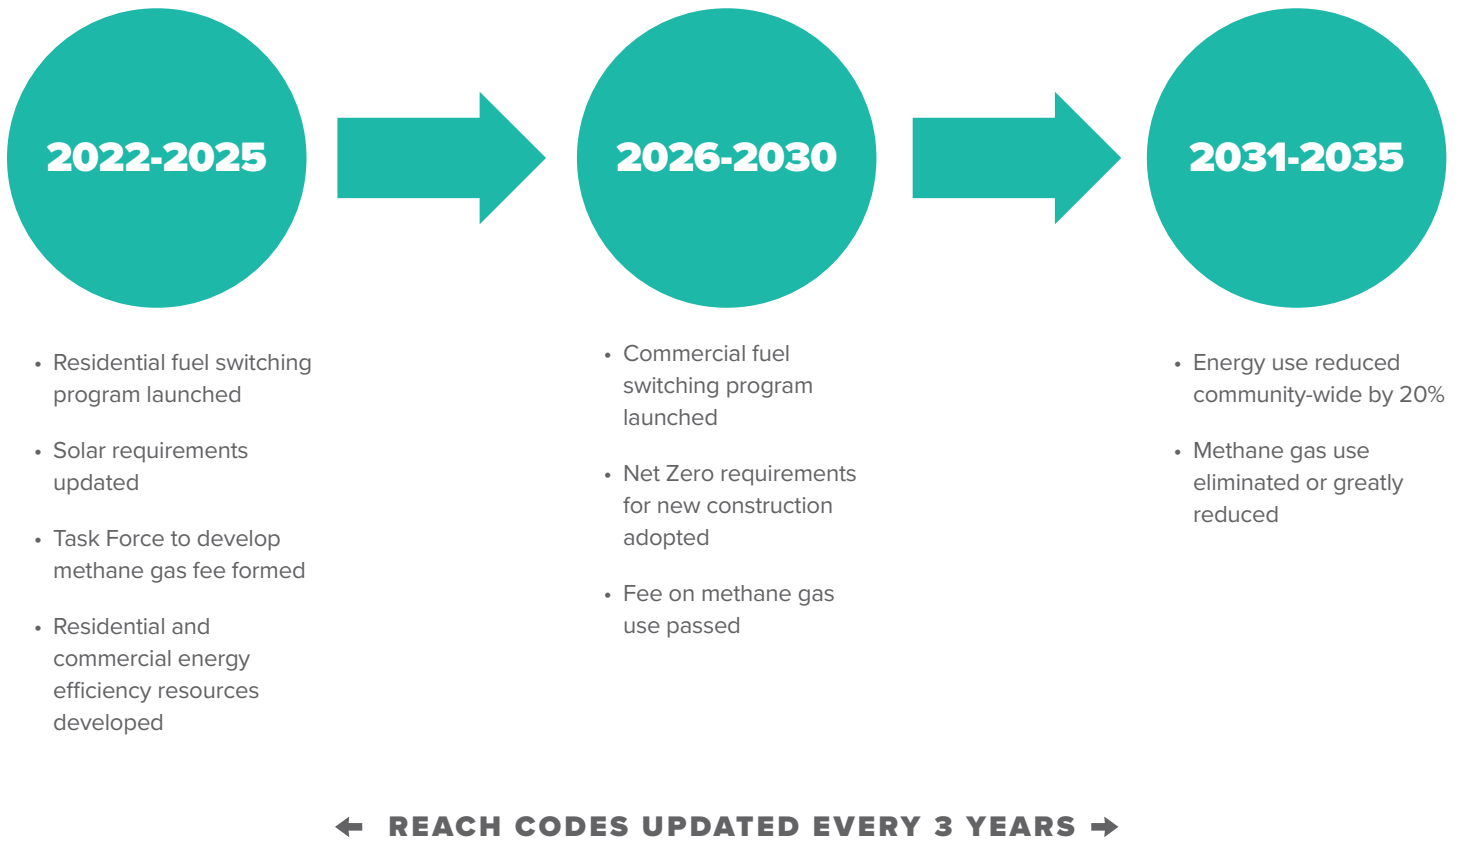 2022-2025
• Residential fuel switching
program launched
• Solar requirements
updated
• Task Force to develop
methane gas fee formed
• Residential and
commercial energy
efficiency resources
developed
2026-2030
• Commercial fuel
switching program
launched
• Net Zero requirements
for new construction
adopted
• Fee on methane gas
use passed
2031-2035
• Energy use reduced
community-wide by 20%
• Methane gas use
eliminated or greatly
reduced
REACH CODES UPDATED EVERY 3 YEARS